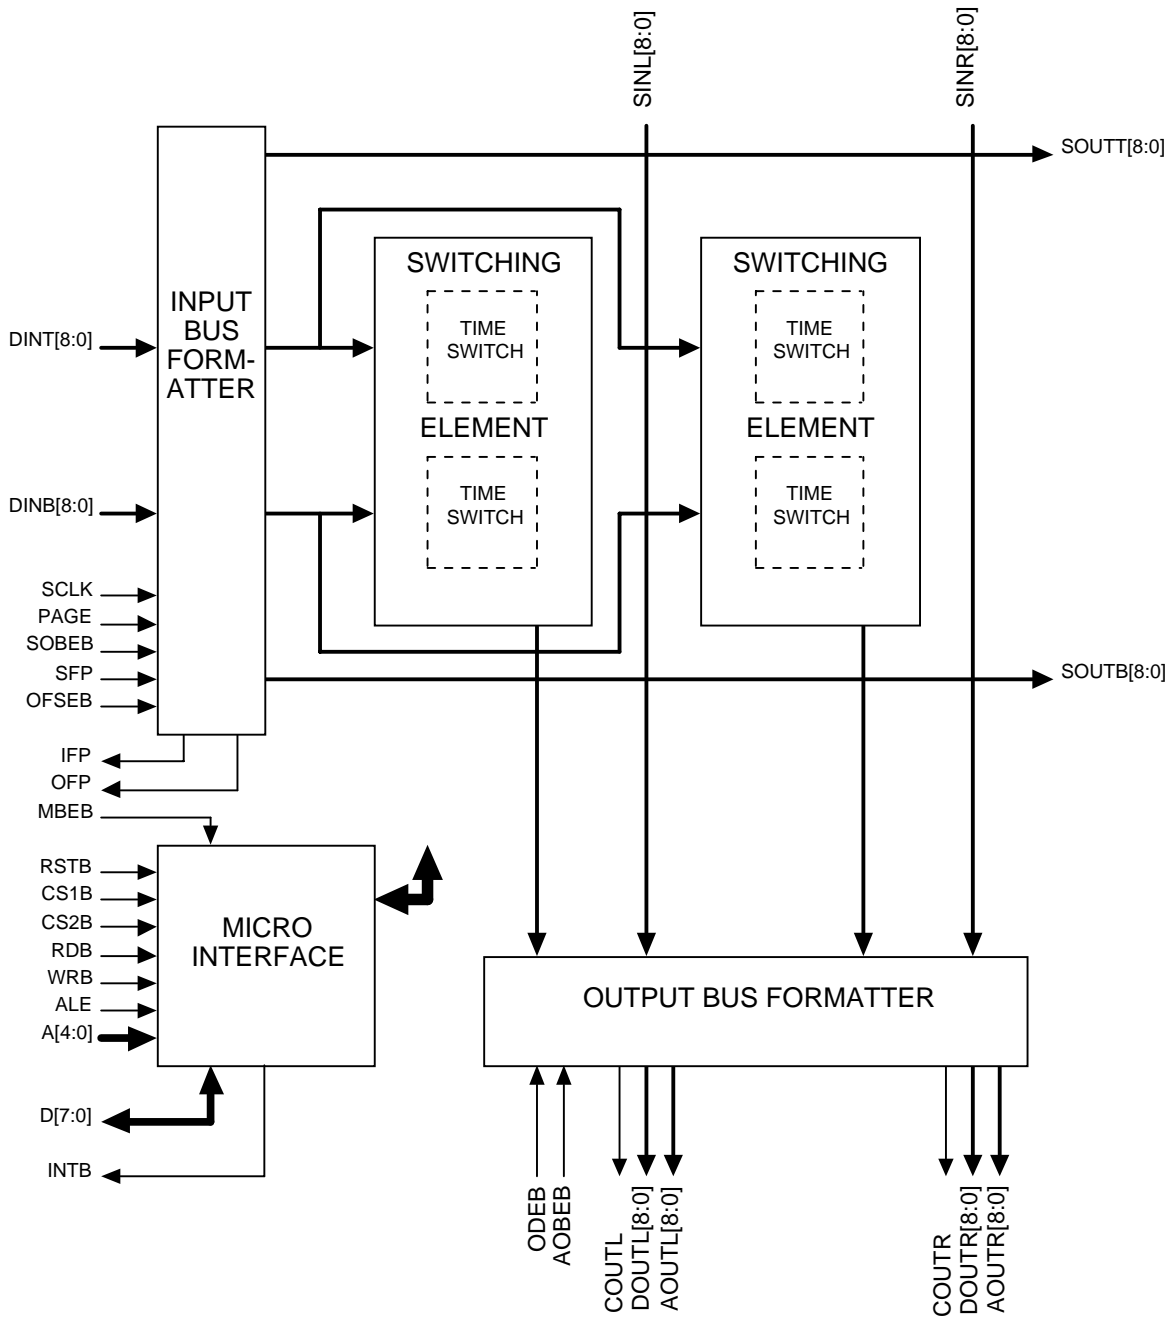 SINL[8:0]
SINR[8:0]
SOUTT[8:0]
SWITCHING
ELEMENT
TIME
SWITCH
TIME
SWITCH
SWITCHING
ELEMENT
TIME
SWITCH
TIME
SWITCH
INPUT
BUS
FORM-
ATTER
DINT[8:0]
DINB[8:0]
SCLK
PAGE
SOBEB
SFP
OFSEB
SOUTB[8:0]
IFP
OFP
MBEB
RSTB
CS1B
CS2B
RDB
WRB
ALE
A[4:0]
MICRO
INTERFACE
D[7:0]
INTB
OUTPUT BUS FORMATTER
ODEB
AOBEB
COUTL
DOUTL[8:0]
AOUTL[8:0]
COUTR
DOUTR[8:0]
AOUTR[8:0]